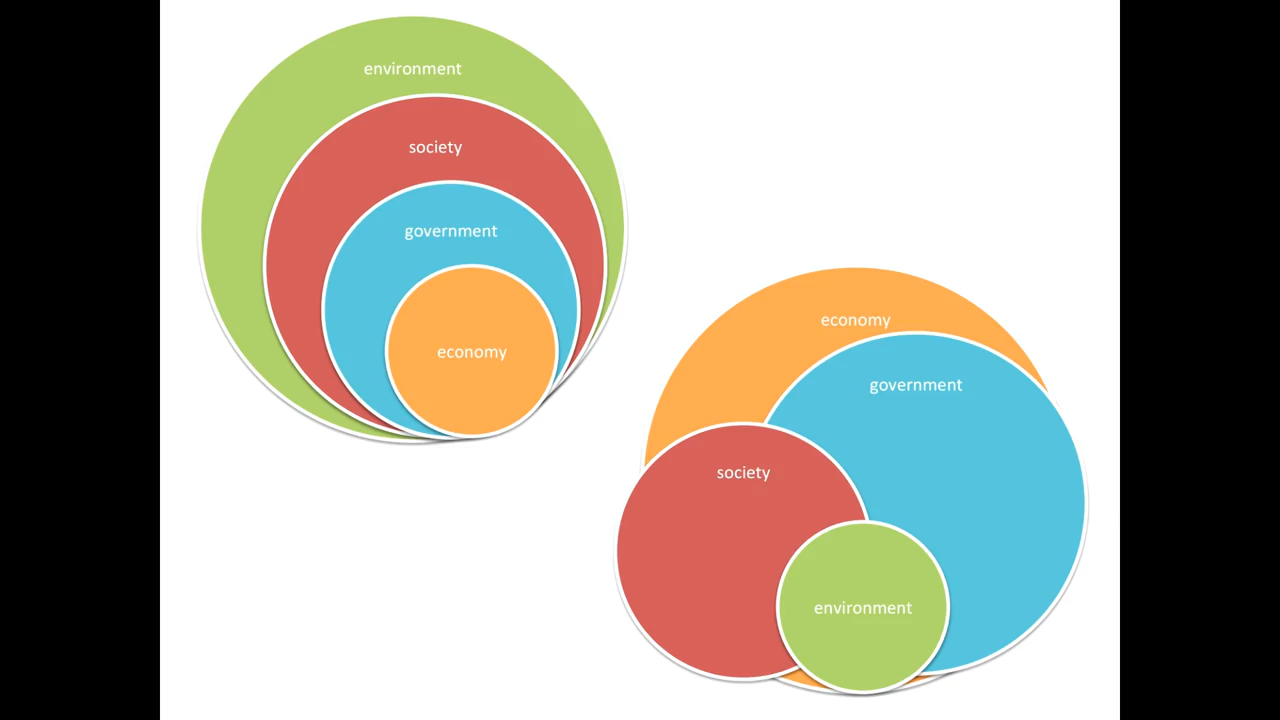 environment
society
government
economy
economy
government
society
environment